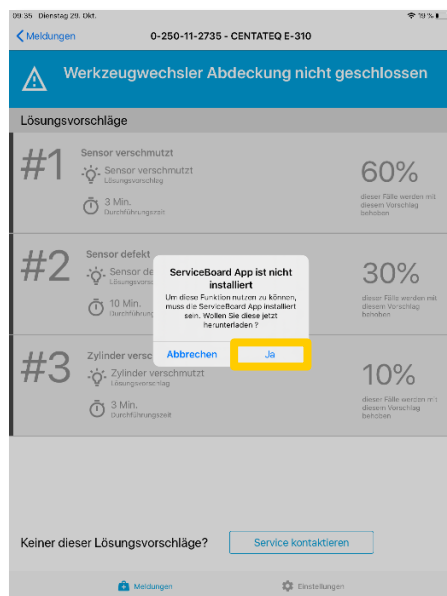 09:35 Dienstag 29. Okt.
19 %
Meldungen
0-250-11-2735 - CENTATEQ E-310
Werkzeugwechsler Abdeckung nicht geschlossen
Lösungsvorschläge
#1
Sensor verschmutzt
Sensor verschmutzt
Lösungsvorschlag
3 Min.
Durchführungszeit
60%
dieser Fälle werden mit
diesem Vorschlag
behoben
#2
Sensor defekt
Sensor de
Lösungsvors
10 Min.
Durchführung
30%
dieser Fälle werden mit
diesem Vorschlag
behoben
ServiceBoard App ist nicht
installiert
Um diese Funktion nutzen zu können,
muss die ServiceBoard App installiert
sein. Wollen Sie diese jetzt
herunterladen ?
Abbrechen
Ja
#3
Zylinder versc
Zylinder verschmutzt
Lösungsvorschlag
3 Min.
Durchführungszeit
10%
dieser Fälle werden mit
diesem Vorschlag
behoben
Keiner dieser Lösungsvorschläge?
Service kontaktieren
Meldungen
Einstellungen